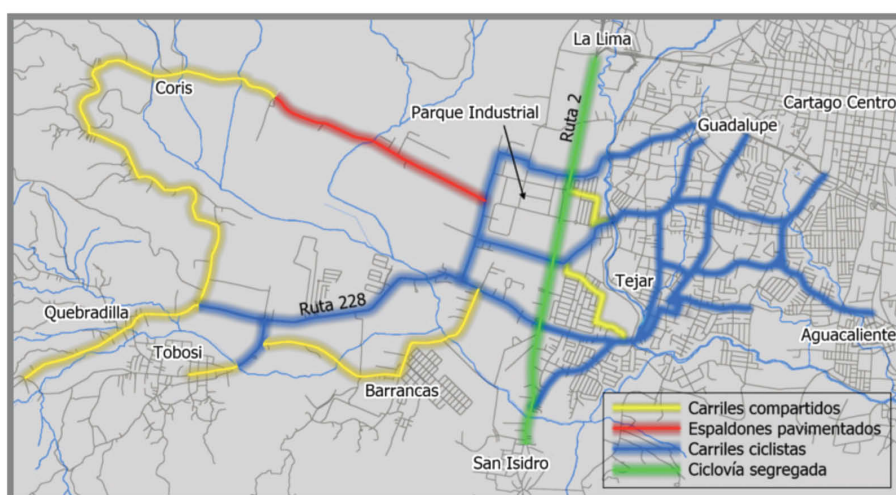 La Lima
Coris
Cartago Centro
Parque Industrial
Ruta 2
Guadalupe
Tejar
Quebradilla
Ruta 228
Tobosi
Aguacaliente
Barrancas
San Isidro
Carriles compartidos
Espaldones pavimentados
Carriles ciclistas
Ciclovía segregada